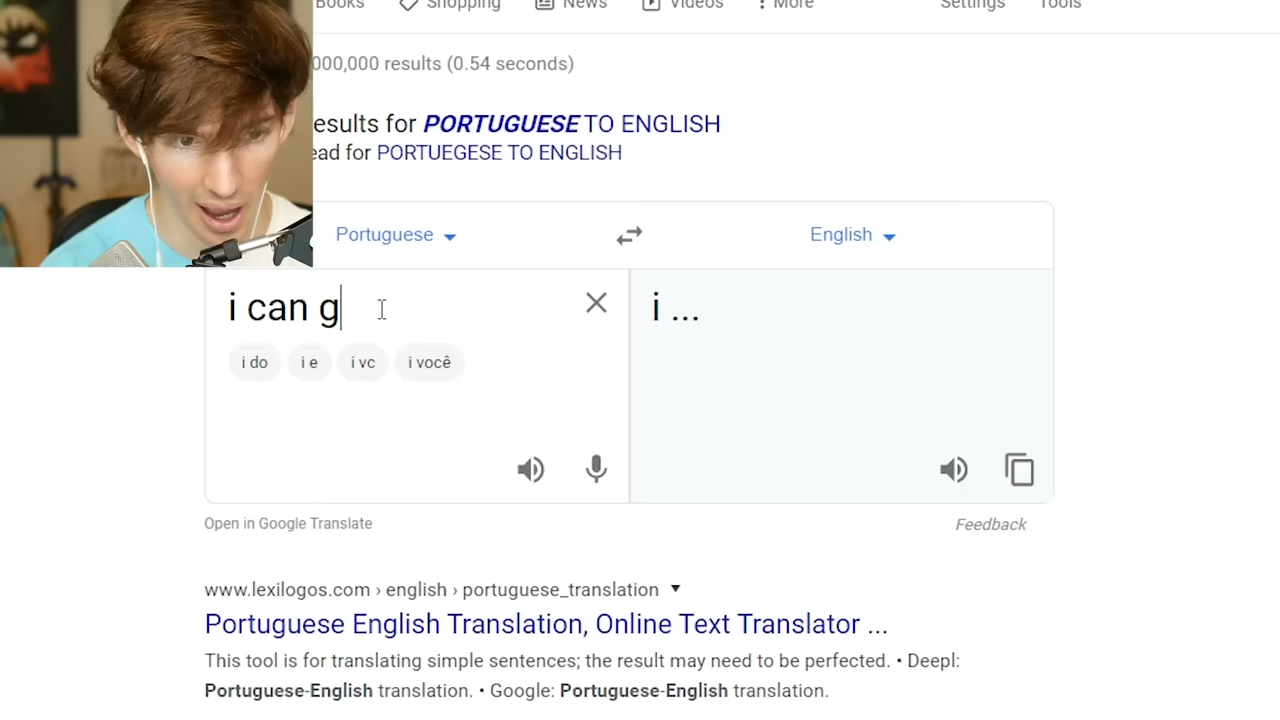 Books Shopping News Videos More Settings Tools
000,000 results (0.54 seconds)
esults for PORTUGUESE TO ENGLISH
ead for PORTUEGESE TO ENGLISH
Portuguese English
i can g i ...
i do i e i vc i você
Open in Google Translate Feedback
www.lexilogos.com › english › portuguese_translation
Portuguese English Translation, Online Text Translator ...
This tool is for translating simple sentences; the result may need to be perfected. • Deepl:
Portuguese-English translation. • Google: Portuguese-English translation.